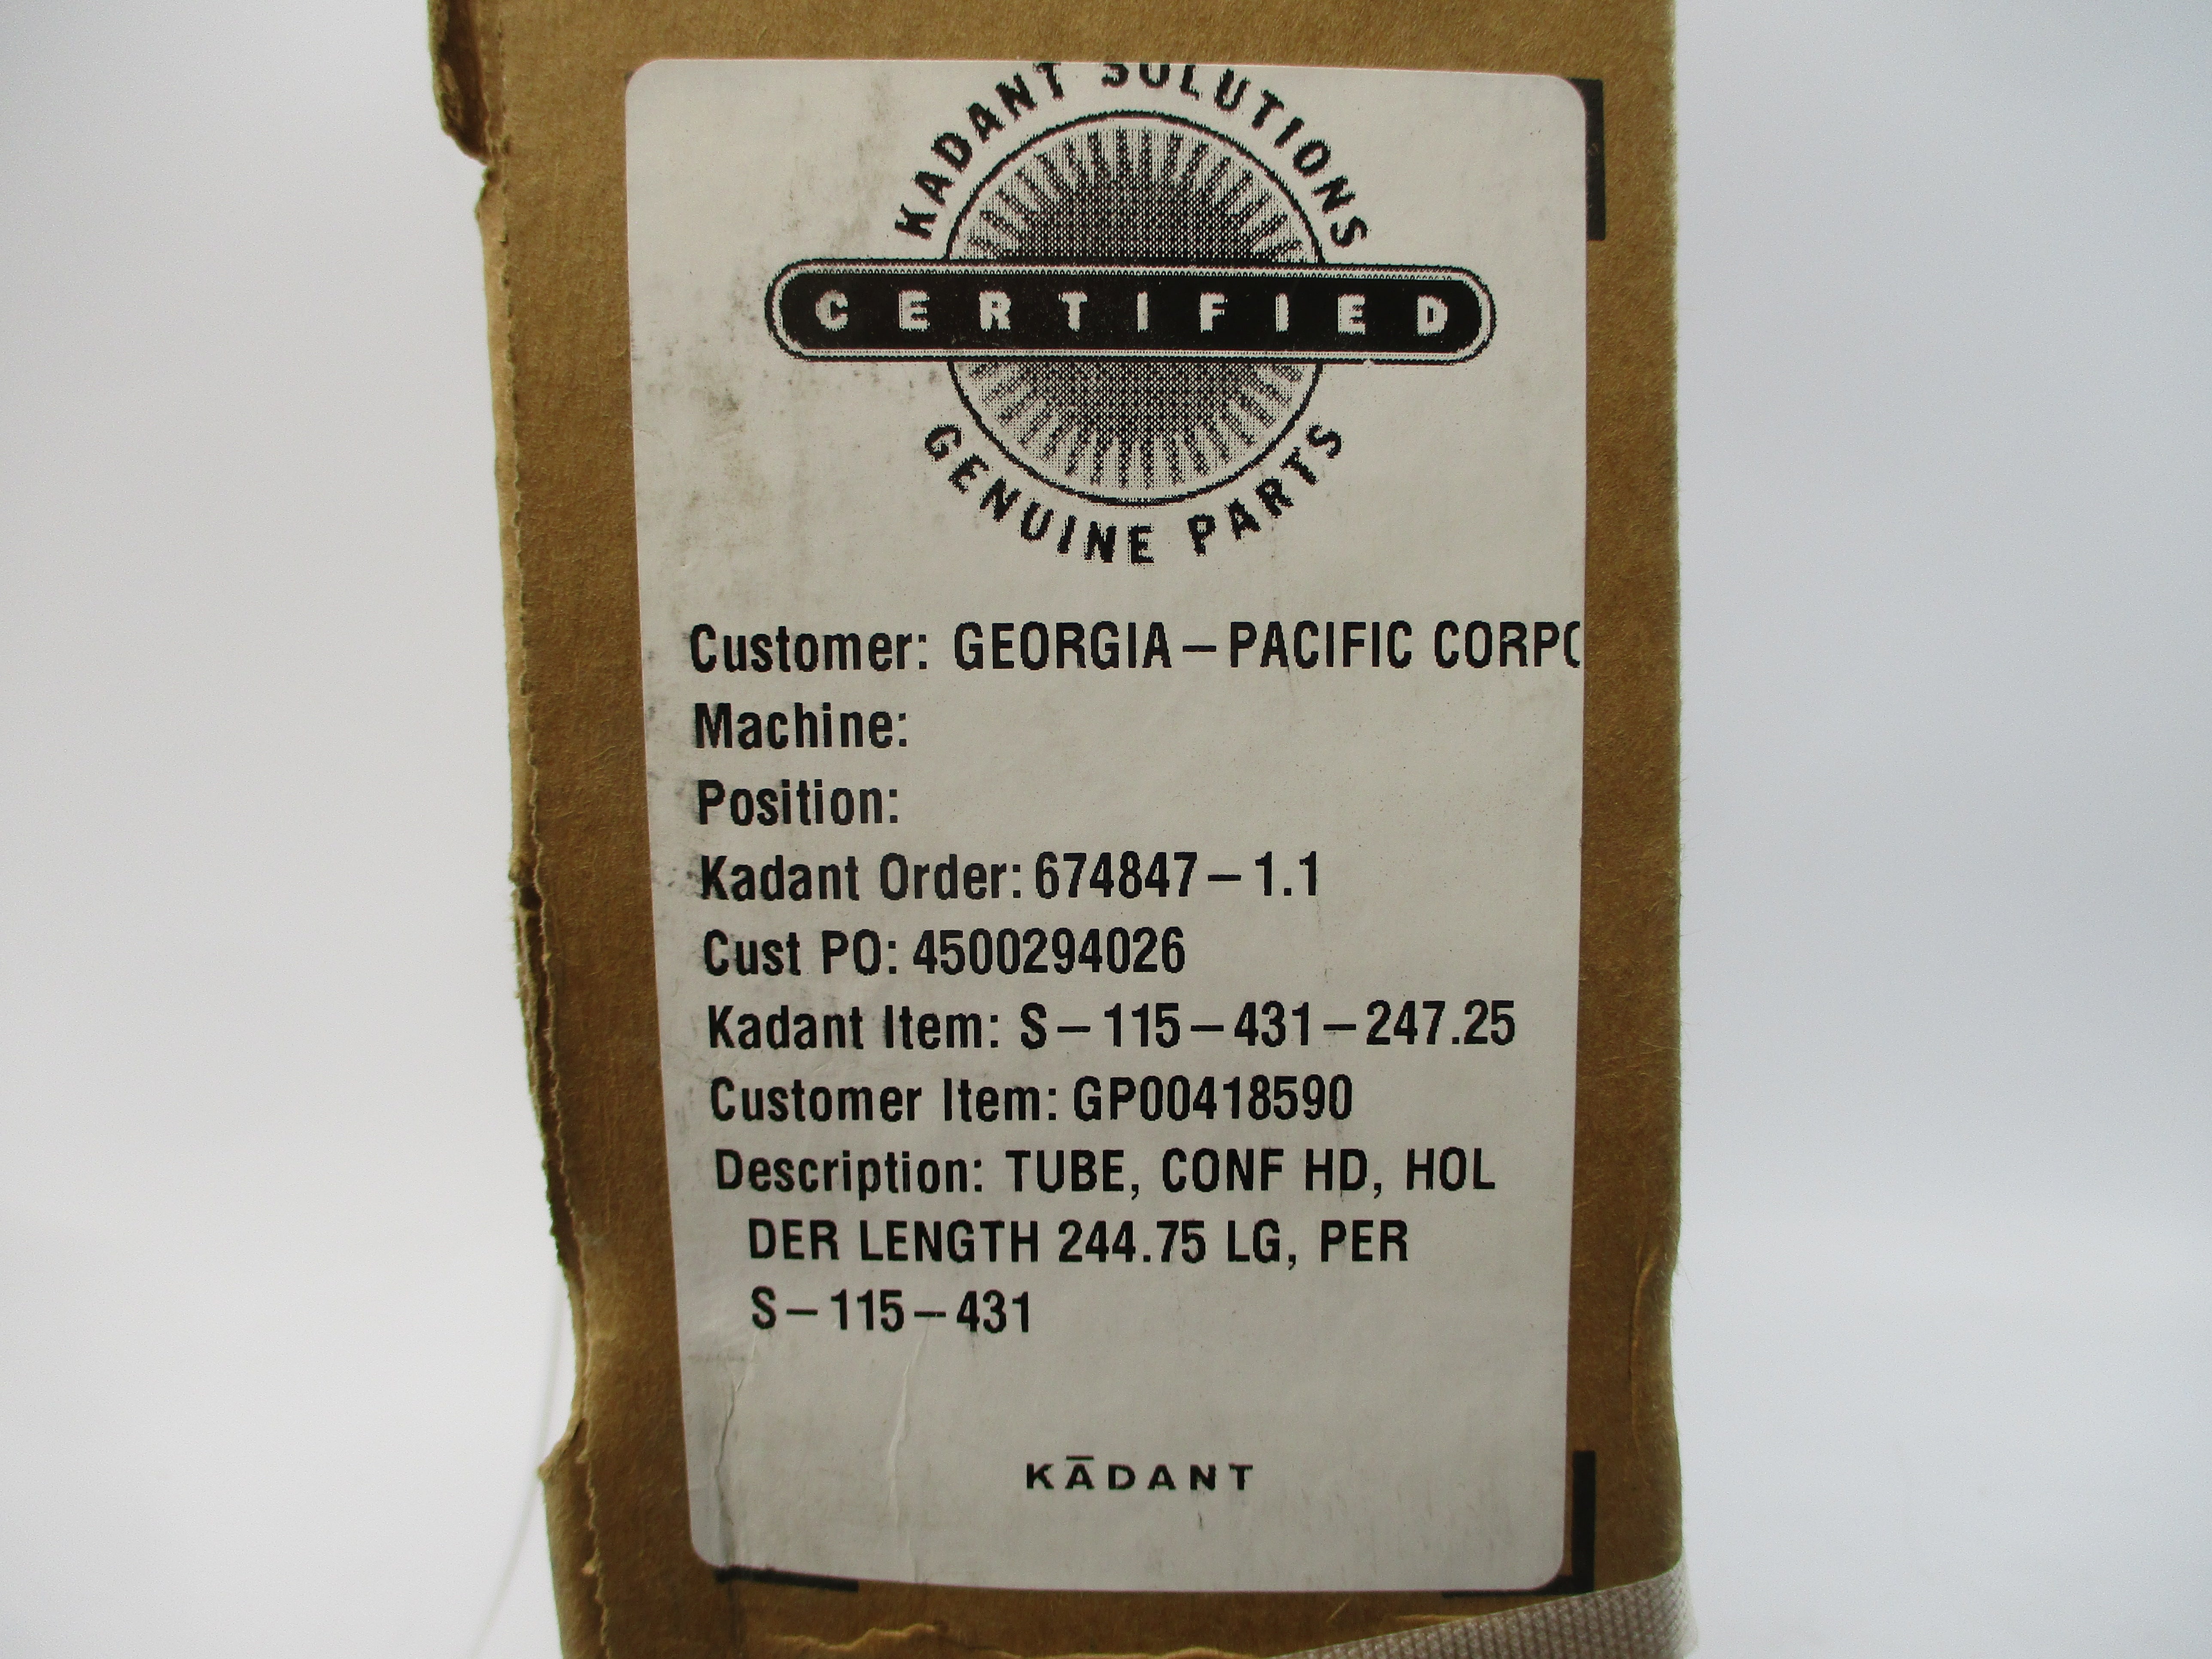 KADANT SOLUTIONS
CERTIFIED
GENUINE PARTS
Customer: GEORGIA-PACIFIC CORPO
Machine:
Position:
Kadant Order: 674847-1.1
Cust PO: 4500294026
Kadant Item: S-115-431-247.25
Customer Item: GP00418590
Description: TUBE, CONF HD, HOL
DER LENGTH 244.75 LG, PER
S-115-431
KĀDANT